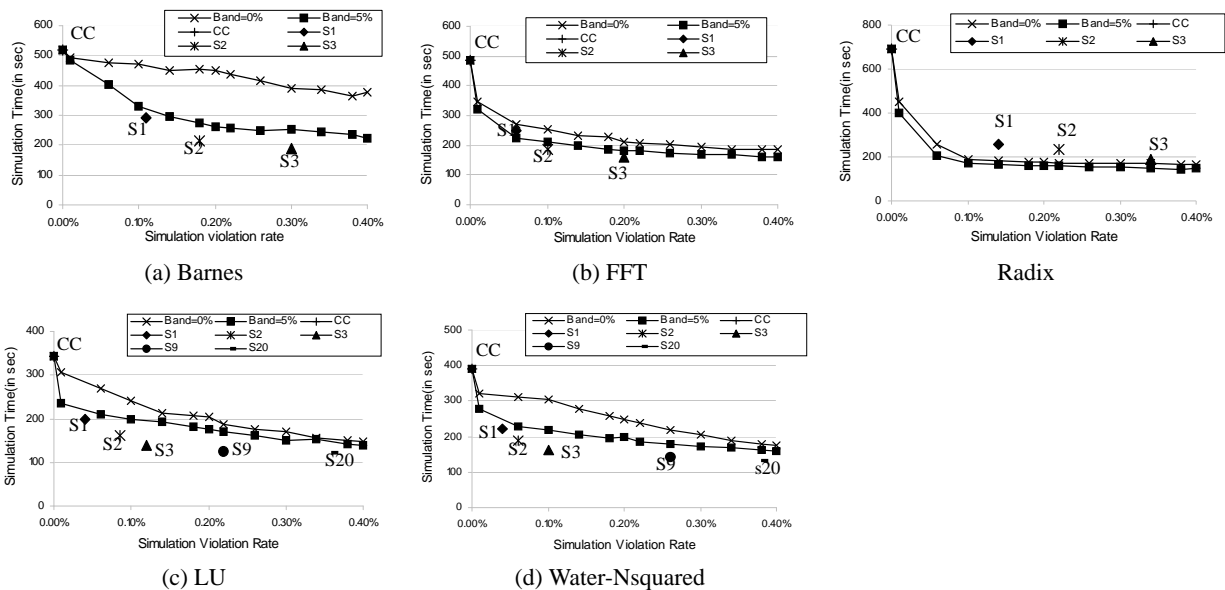 Band=0% Band=5%
CC S1
S2 S3
Simulation Time(in sec)
600
500
400
300
200
100
0
CC
S1
S2
S3
0.00% 0.10% 0.20% 0.30% 0.40%
Simulation violation rate
(a) Barnes
Band=0% Band=5%
CC S1
S2 S3
Simulation Time(in sec)
600
500
400
300
200
100
0
CC
S1
S2
S3
0.00% 0.10% 0.20% 0.30% 0.40%
Simulation Violation Rate
(b) FFT
Band=0% Band=5% CC
S1 S2 S3
Simulation Time(in sec)
800
600
400
200
0
CC
S1
S2
S3
0.00% 0.10% 0.20% 0.30% 0.40%
Simulation Violation Rate
Radix
Band=0% Band=5% CC
S1 S2 S3
S9 S20
Simulation Time(in sec)
400
300
200
100
0
CC
S1
S2
S3
S9
S20
0.00% 0.10% 0.20% 0.30% 0.40%
Simulation Violation Rate
(c) LU
Band=0% Band=5% CC
S1 S2 S3
S9 S20
Simulation Time(in sec)
500
400
300
200
100
0
CC
S1
S2
S3
S9
s20
0.00% 0.10% 0.20% 0.30% 0.40%
Simulation Violation Rate
(d) Water-Nsquared